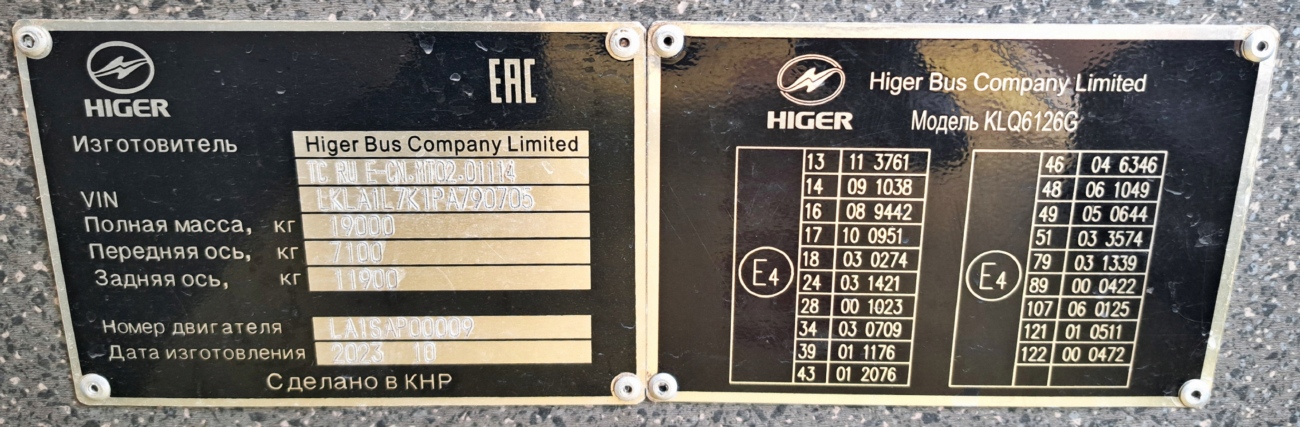 HIGER
EAC
Изготовитель Higer Bus Company Limited
TC RU E-CN.MT02.01114
VIN LKLA1L7K1PA790705
Полная масса, кг 19000
Передняя ось, кг 7100
Задняя ось, кг 11900
Номер двигателя LA1SAP00009
Дата изготовления 2023 10
Сделано в КНР
HIGER
Higer Bus Company Limited
Модель KLQ6126G
E4
13 11 3761
14 09 1038
16 08 9442
17 10 0951
18 03 0274
24 03 1421
28 00 1023
34 03 0709
39 01 1176
43 01 2076
E4
46 04 6346
48 06 1049
49 05 0644
51 03 3574
79 03 1339
89 00 0422
107 06 0125
121 01 0511
122 00 0472